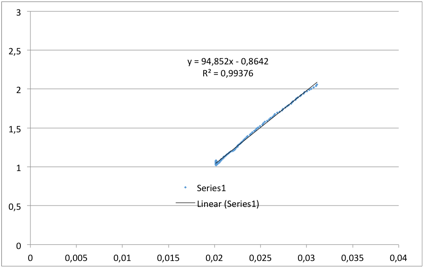 3
2,5
y = 94,852x - 0,8642
R² = 0,99376
2
1,5
1
Series1
Linear (Series1)
0,5
0
0 0,005 0,01 0,015 0,02 0,025 0,03 0,035 0,04